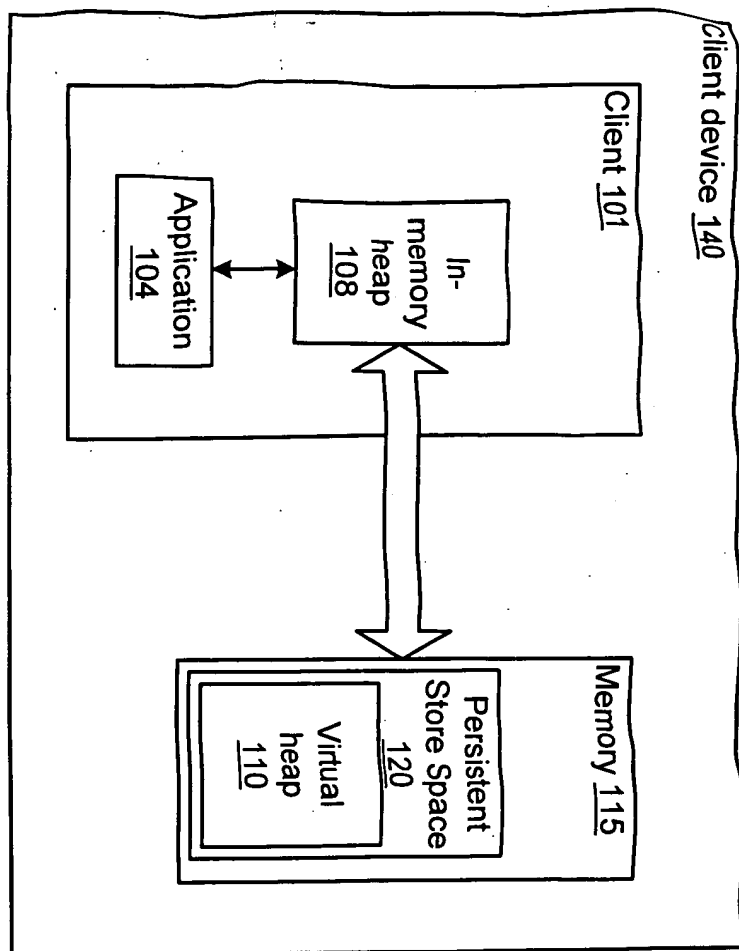 Client device 140
Client 101
In-
memory
heap
108
Application
104
Memory 115
Persistent
Store Space
120
Virtual
heap
110